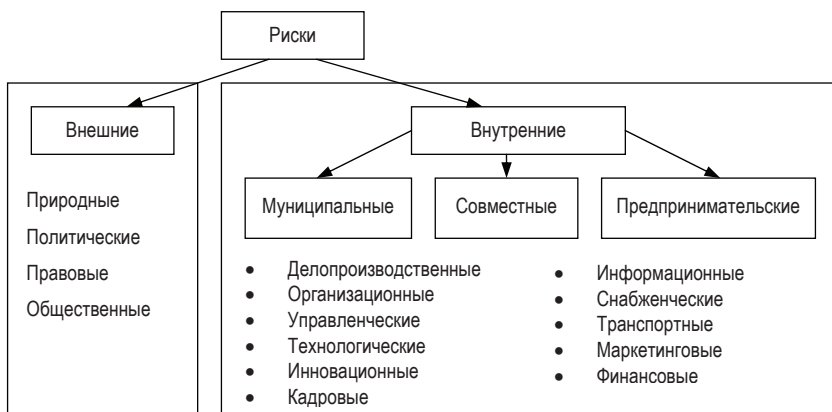 Риски
Внешние
Природные
Политические
Правовые
Общественные
Внутренние
Муниципальные
Совместные
Предпринимательские
• Делопроизводственные
• Организационные
• Управленческие
• Технологические
• Инновационные
• Кадровые
• Информационные
• Снабженческие
• Транспортные
• Маркетинговые
• Финансовые